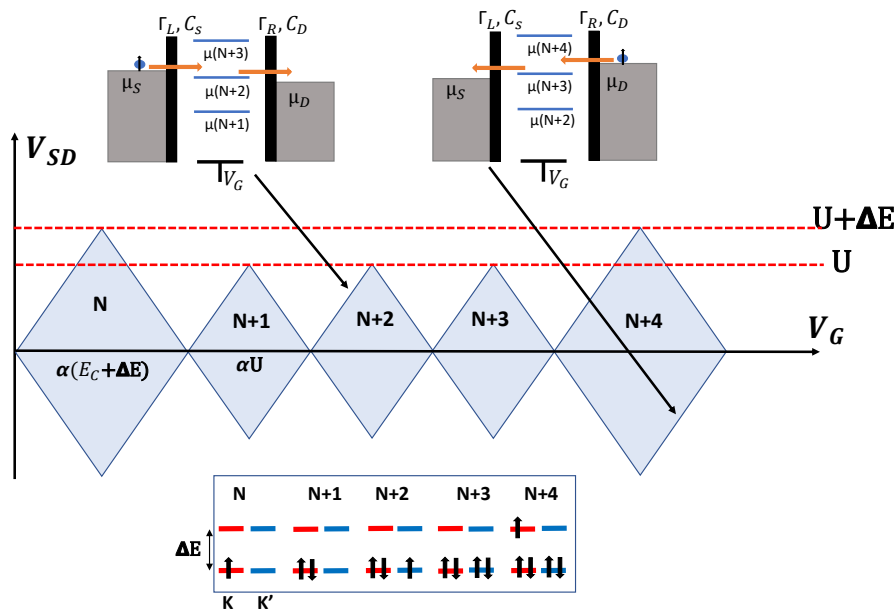 Γ_L, C_s Γ_R, C_D
μ(N+3)
μ_S
μ(N+2)
μ_D
μ(N+1)
V_G
Γ_L, C_s Γ_R, C_D
μ(N+4)
μ_S
μ(N+3)
μ_D
μ(N+2)
V_G
V_SD
U+ΔE
U
N
N+1
N+2
N+3
N+4
V_G
α(E_C+ΔE)
αU
N N+1 N+2 N+3 N+4
ΔE
K K'